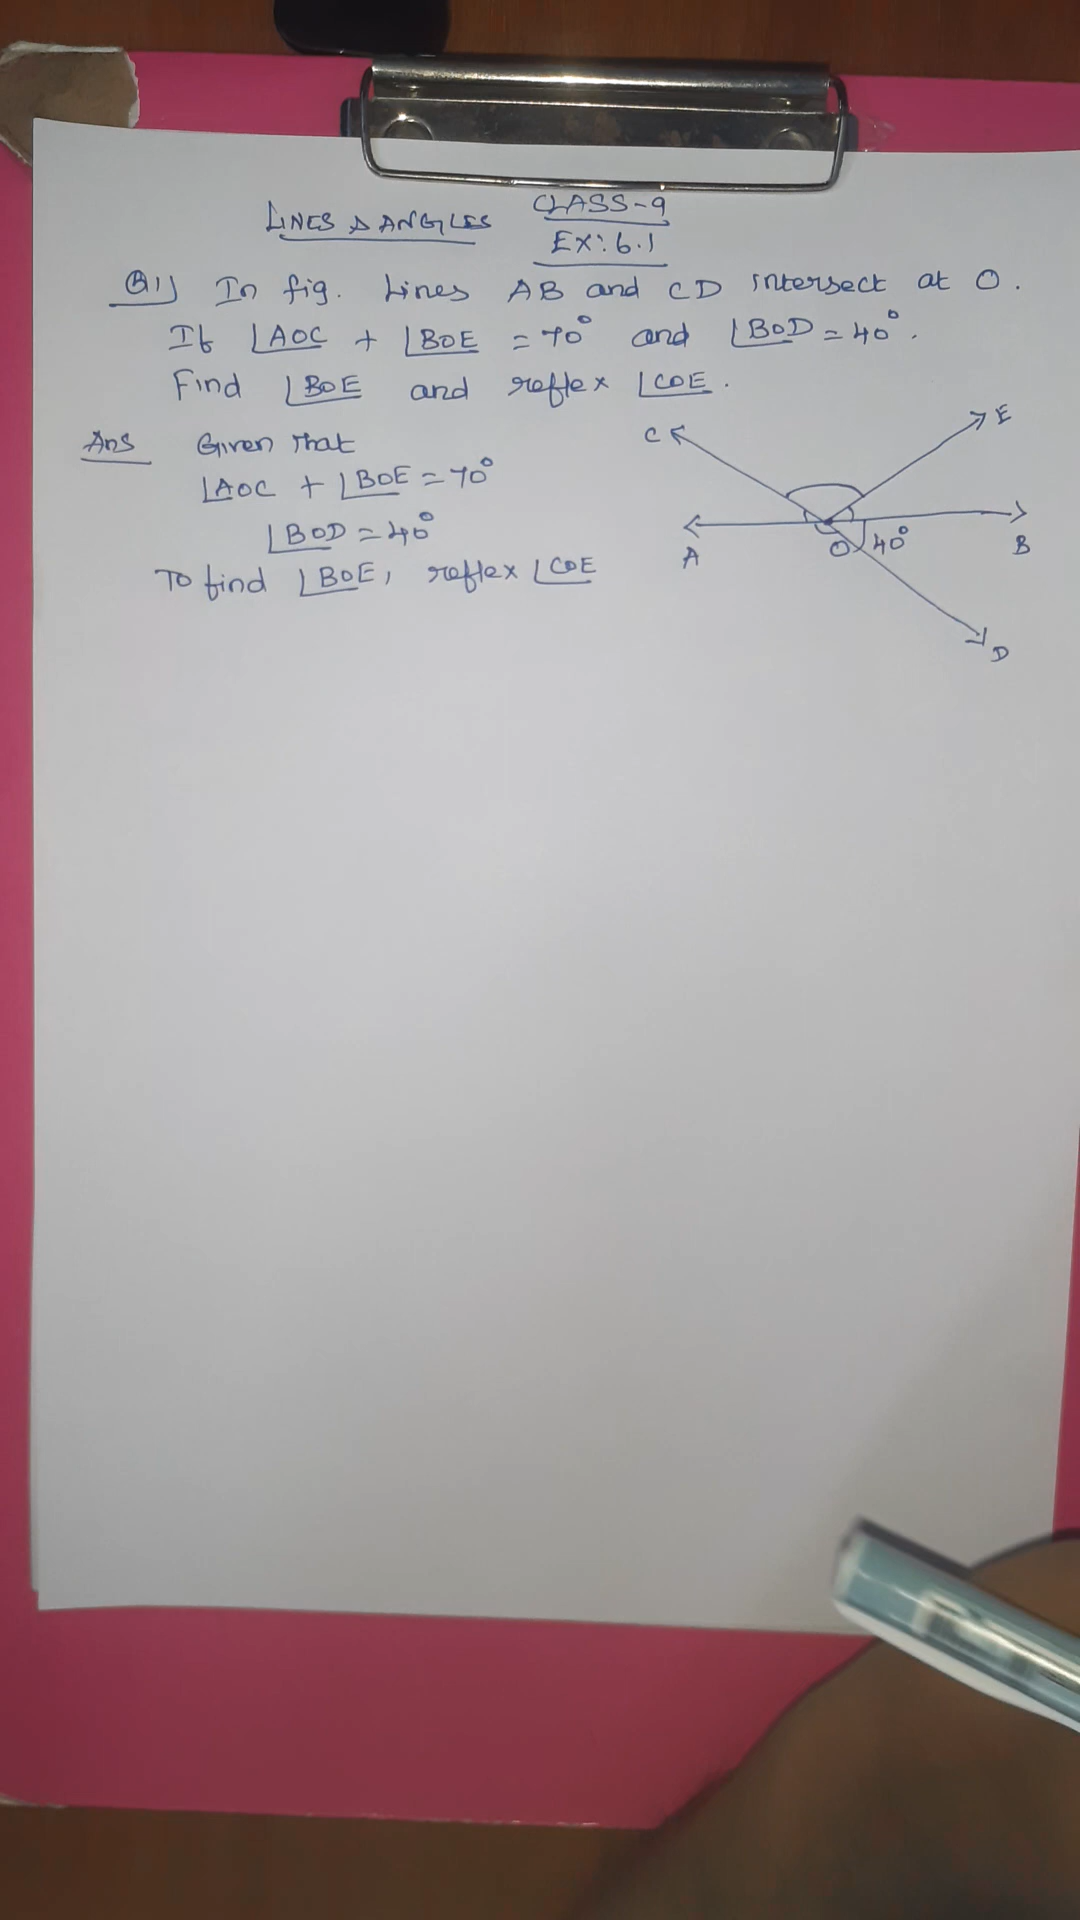 LINES & ANGLES
CLASS-9
EX: 6.1
Q1) In fig. Lines AB and CD intersect at O.
If ∠AOC + ∠BOE = 70° and ∠BOD = 40°.
Find ∠BOE and reflex ∠COE.
Ans Given that
∠AOC + ∠BOE = 70°
∠BOD = 40°
To find ∠BOE, reflex ∠COE
C
E
A
O
40°
B
D